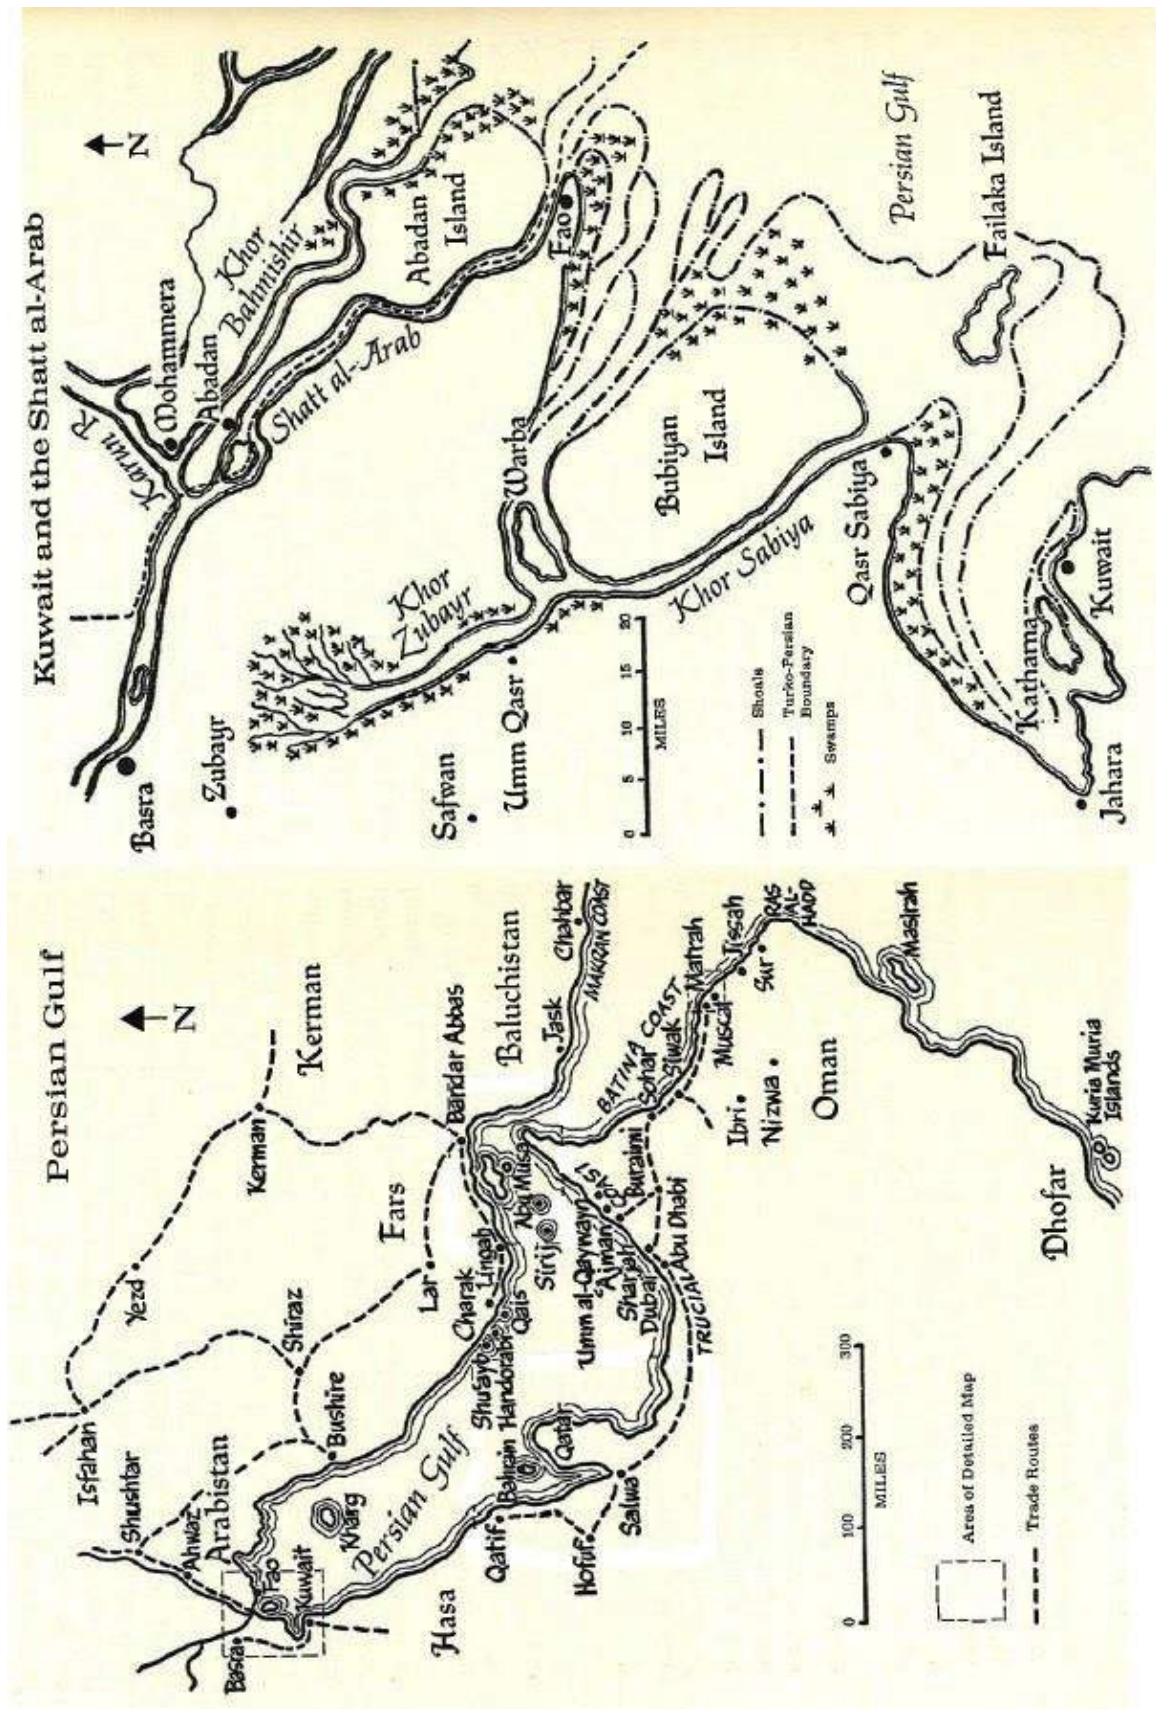 Kuwait and the Shatt al-Arab
N
Karun R.
Mohammera
Abadan
Khor
Bahmishir
Abadan
Island
Shatt al-Arab
Basra
Zubayr
Safwan
Umm Qasr
Khor
Zubayr
Warba
Fao
Bubiyan
Island
Khor Sabiya
Qasr Sabiya
Persian Gulf
Failaka Island
Katharna
Kuwait
Jahara
0 5 10 15 20
MILES
Shoals
Turko-Persian
Boundary
Swamps
Persian Gulf
N
Isfahan
Yezd
Kerman
Kerman
Shushtar
Ahwaz
Arabistan
Shiraz
Bushire
Fars
Lar
Bandar Abbas
Baluchistan
Jask
Chahbar
MAKRAN COAST
Basra
Fao
Kuwait
Kharg
Persian Gulf
Hasa
Charak
Lingah
Shu'ayb
Handorabi
Qais
Sirij
Abu Musa
Qatif
Bahrain
Qatar
Hofuf
Salwa
Umm al-Qaywayn
'Ajman
Sharjah
Dubai
Abu Dhabi
TRUCIAL
Buraimi
BATINA COAST
Sohar
Siwak
Muscat
Matrah
Jissah
Sur
RAS
AL-
HADD
Ibri
Nizwa
Oman
Masirah
Kuria Muria
Islands
Dhofar
0 100 200 300
MILES
Area of Detailed Map
Trade Routes